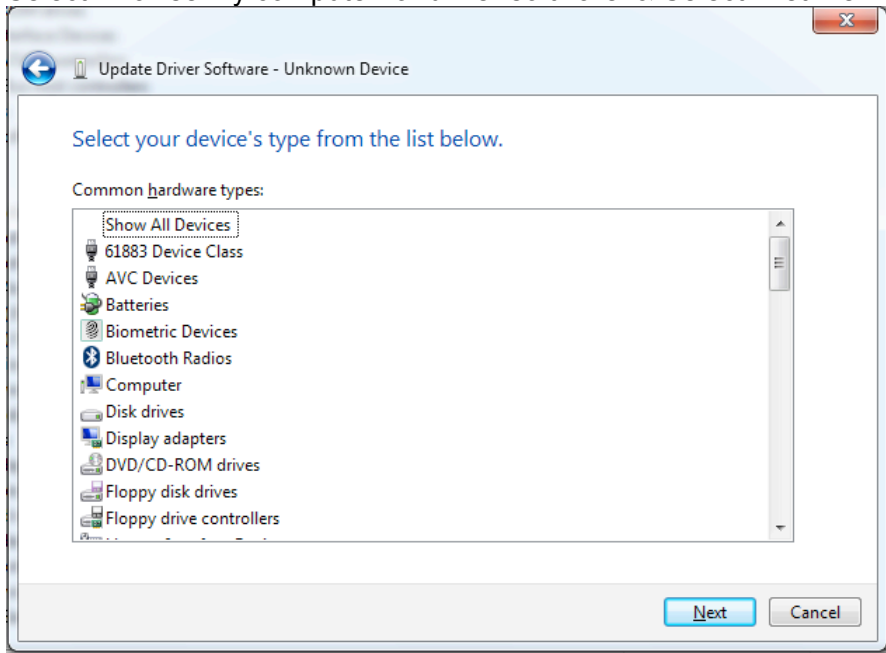 Update Driver Software - Unknown Device
Select your device's type from the list below.
Common hardware types:
Show All Devices
61883 Device Class
AVC Devices
Batteries
Biometric Devices
Bluetooth Radios
Computer
Disk drives
Display adapters
DVD/CD-ROM drives
Floppy disk drives
Floppy drive controllers
Next Cancel